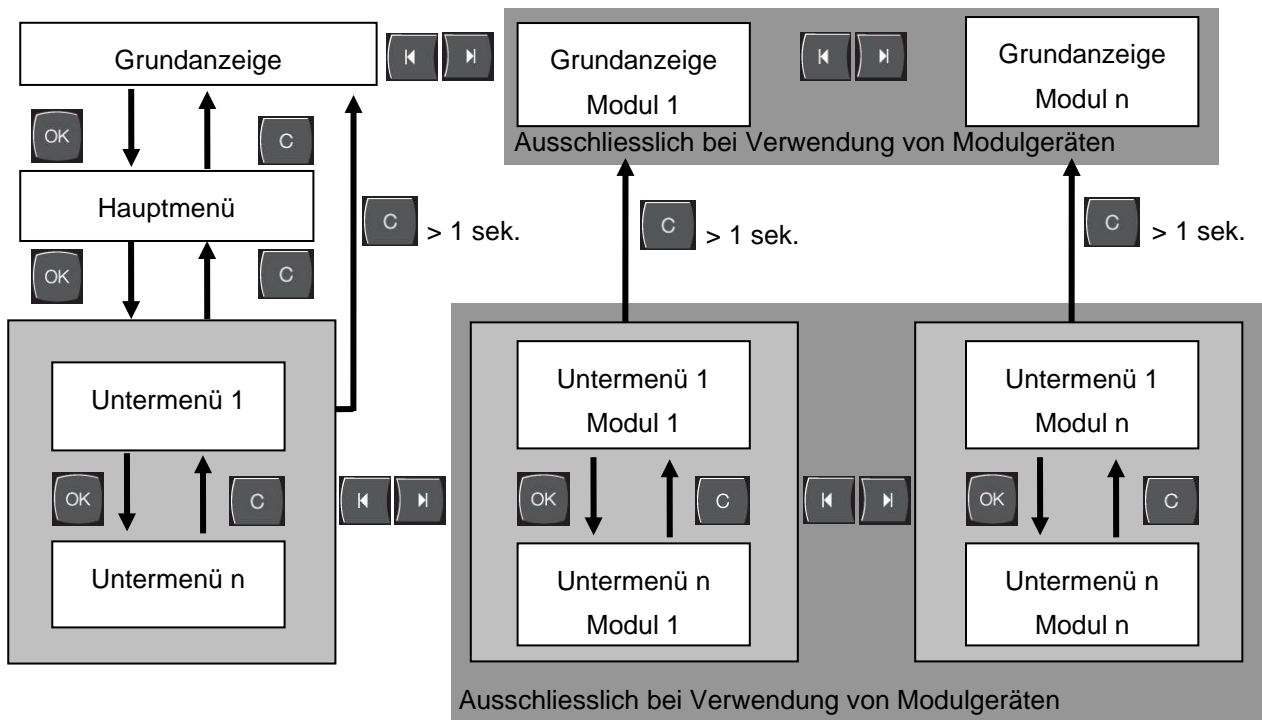 Grundanzeige
Grundanzeige
Modul 1
Grundanzeige
Modul n
Ausschliesslich bei Verwendung von Modulgeräten
OK
C
Hauptmenü
C
> 1 sek.
C
> 1 sek.
C
> 1 sek.
OK
C
Untermenü 1
OK
C
Untermenü n
Untermenü 1
Modul 1
OK
C
Untermenü n
Modul 1
Untermenü 1
Modul n
OK
C
Untermenü n
Modul n
Ausschliesslich bei Verwendung von Modulgeräten